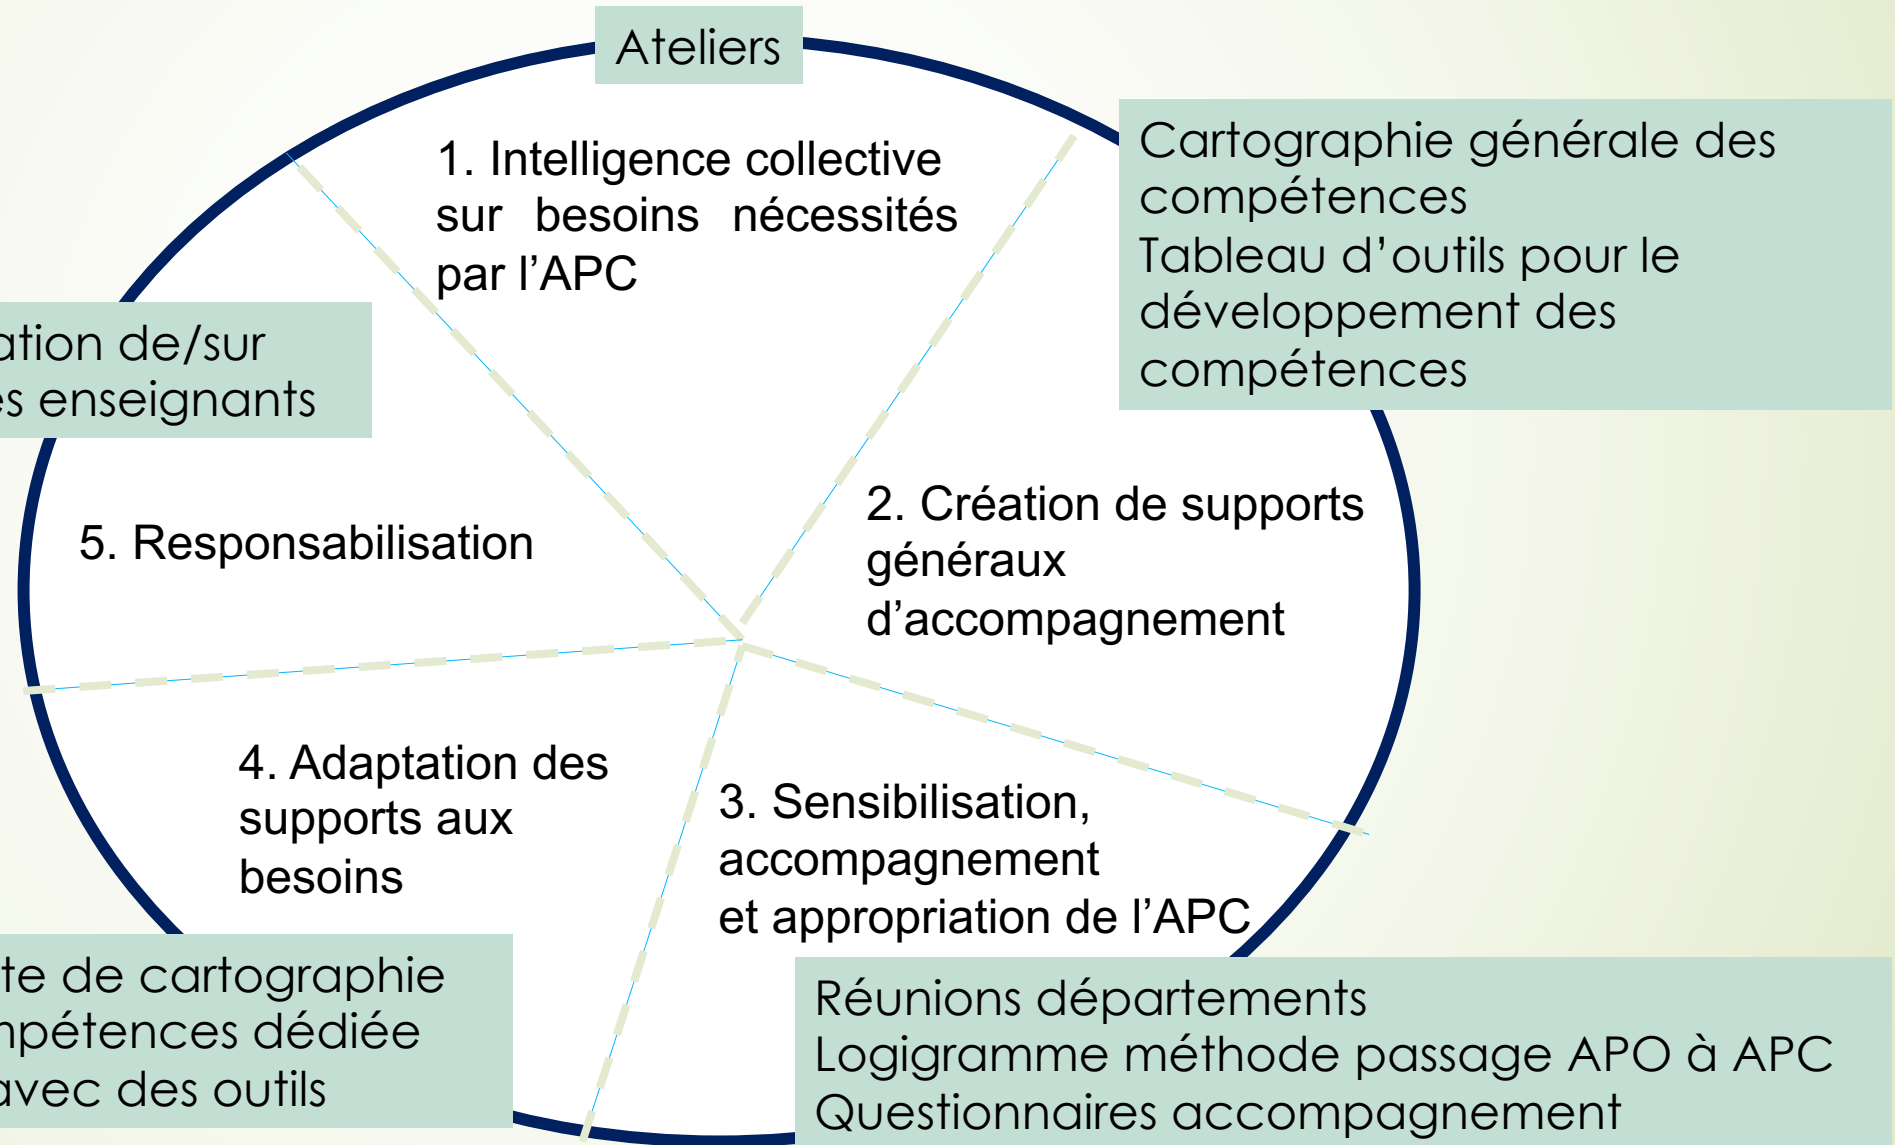 Ateliers
1. Intelligence collective
sur besoins nécessités
par l’APC
Cartographie générale des
compétences
Tableau d’outils pour le
développement des
compétences
de/sur
enseignants
2. Création de supports
généraux
d’accompagnement
5. Responsabilisation
4. Adaptation des
supports aux
besoins
3. Sensibilisation,
accompagnement
et appropriation de l’APC
de cartographie
dédiée
avec des outils
Réunions départements
Logigramme méthode passage APO à APC
Questionnaires accompagnement